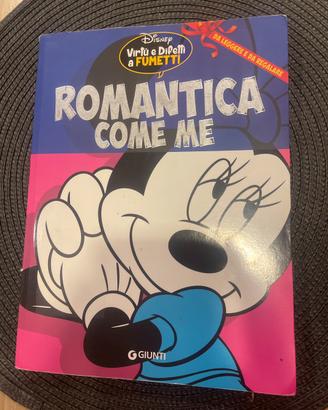 Disney
Virtù e Difetti
a FUMETTI
DA LEGGERE E DA REGALARE
ROMANTICA
COME ME
G GIUNTI